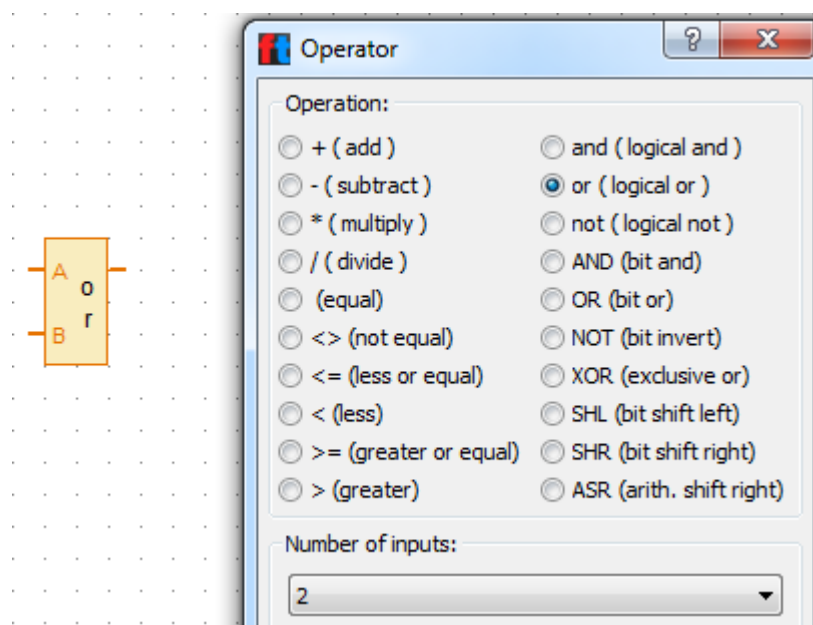 A
o
r
B
ft Operator
?
Operation:
+ ( add )
- ( subtract )
* ( multiply )
/ ( divide )
(equal)
<> (not equal)
<= (less or equal)
< (less)
>= (greater or equal)
> (greater)
and ( logical and )
or ( logical or )
not ( logical not )
AND (bit and)
OR (bit or)
NOT (bit invert)
XOR (exclusive or)
SHL (bit shift left)
SHR (bit shift right)
ASR (arith. shift right)
Number of inputs:
2